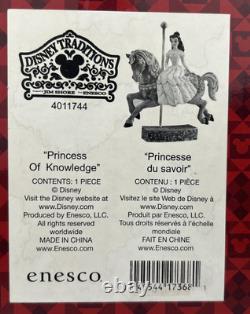 DISNEY TRADITIONS
JIM SHORE ENESCO
4011744
"Princess
Of Knowledge"
CONTENTS: 1 PIECE
© Disney
Visit the Disney website at
www.Disney.com
Produced by Enesco, LLC.
All rights reserved
worldwide
MADE IN CHINA
www.Enesco.com
"Princesse
du savoir"
CONTENU : 1 PIÈCE
© Disney
Visitez le site Web de Disney à
www.Disney.com
Produit par Enesco, LLC.
Tous droits réservés à l'échelle
mondiale
FAIT EN CHINE
www.Enesco.com
enesco